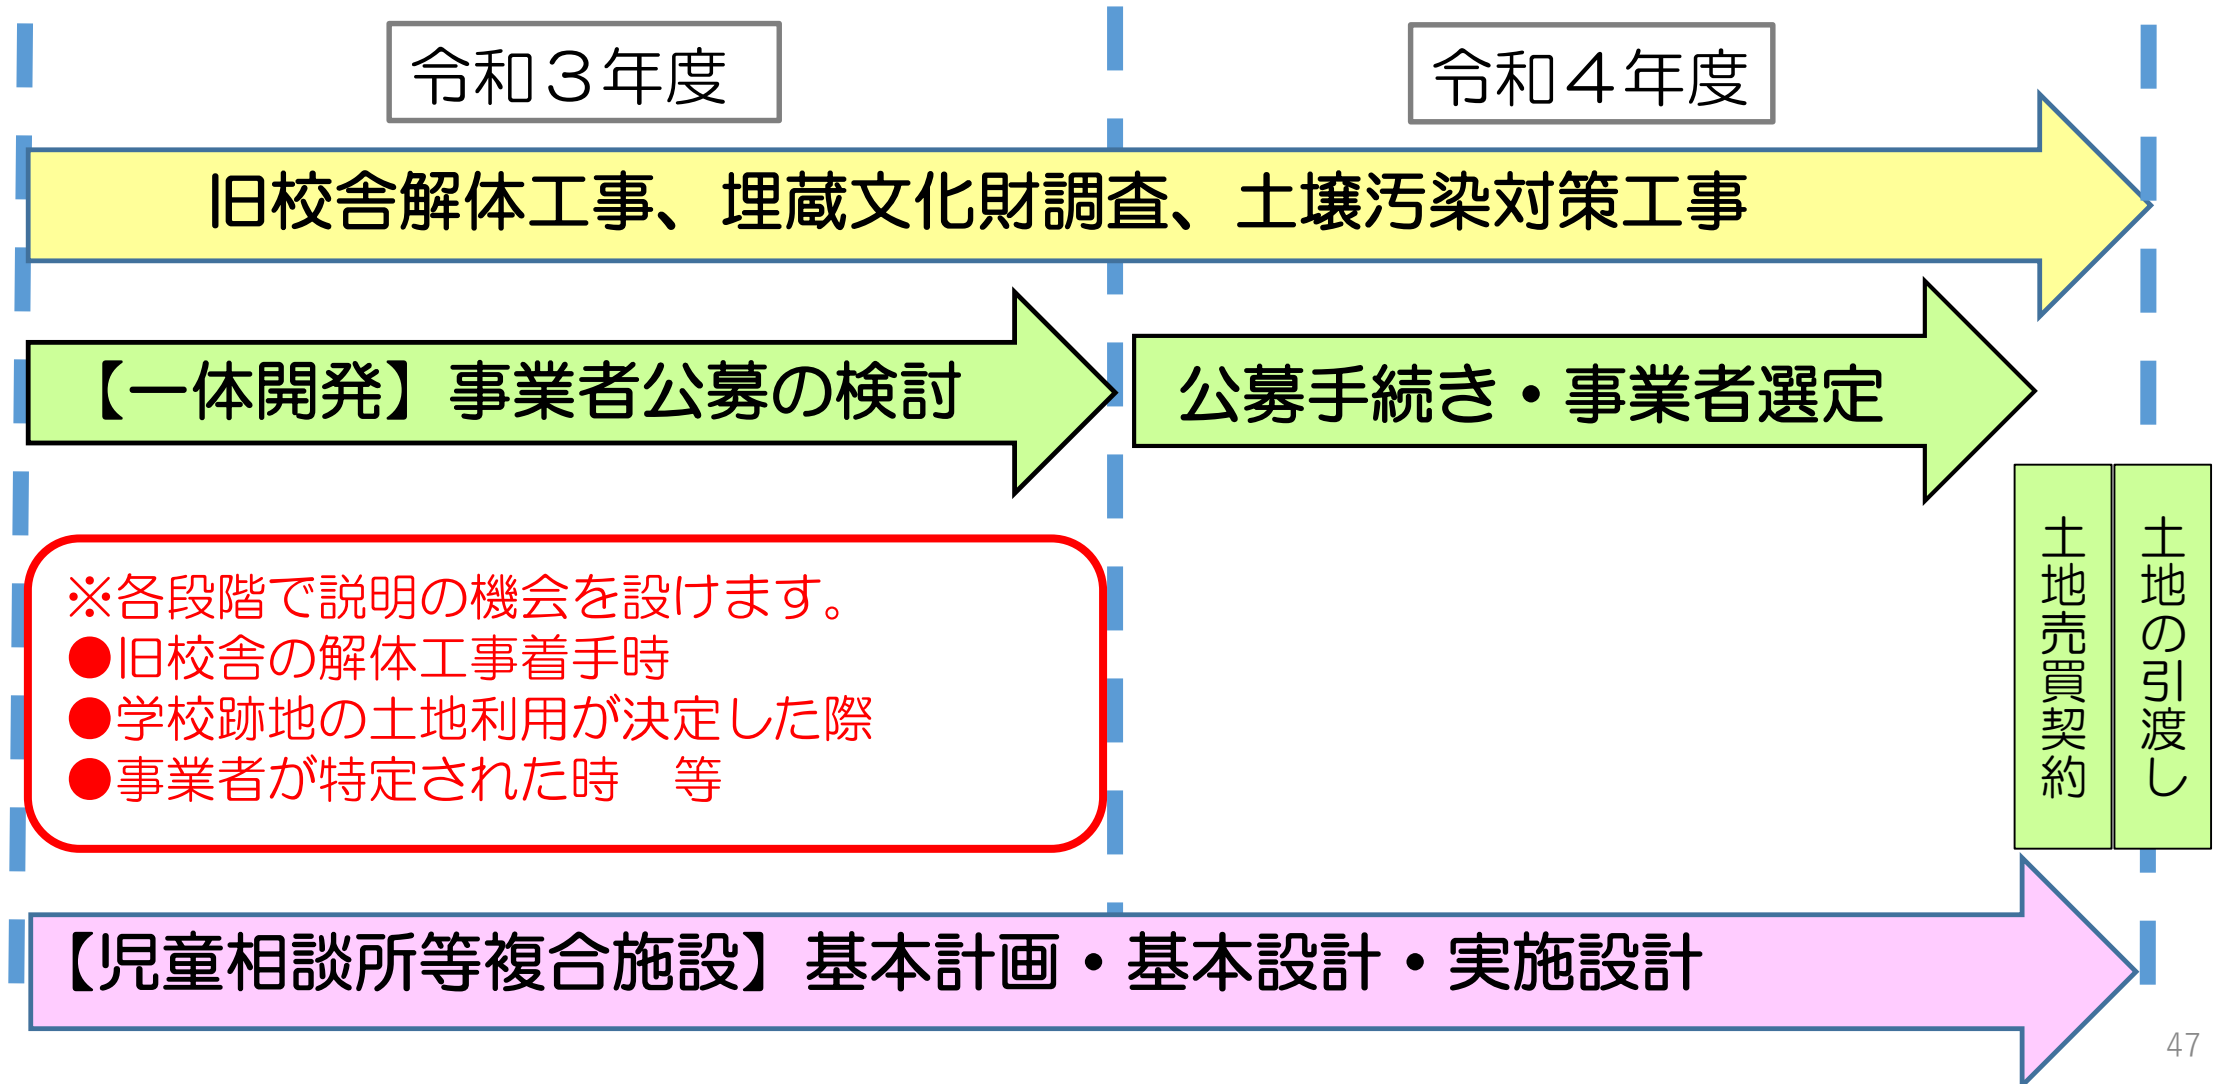 令和３年度
令和４年度
旧校舎解体工事、埋蔵文化財調査、土壌汚染対策工事
【一体開発】事業者公募の検討
公募手続き・事業者選定
※各段階で説明の機会を設けます。
●旧校舎の解体工事着手時
●学校跡地の土地利用が決定した際
●事業者が特定された時　等
土地売買契約
土地の引渡し
【児童相談所等複合施設】基本計画・基本設計・実施設計
47